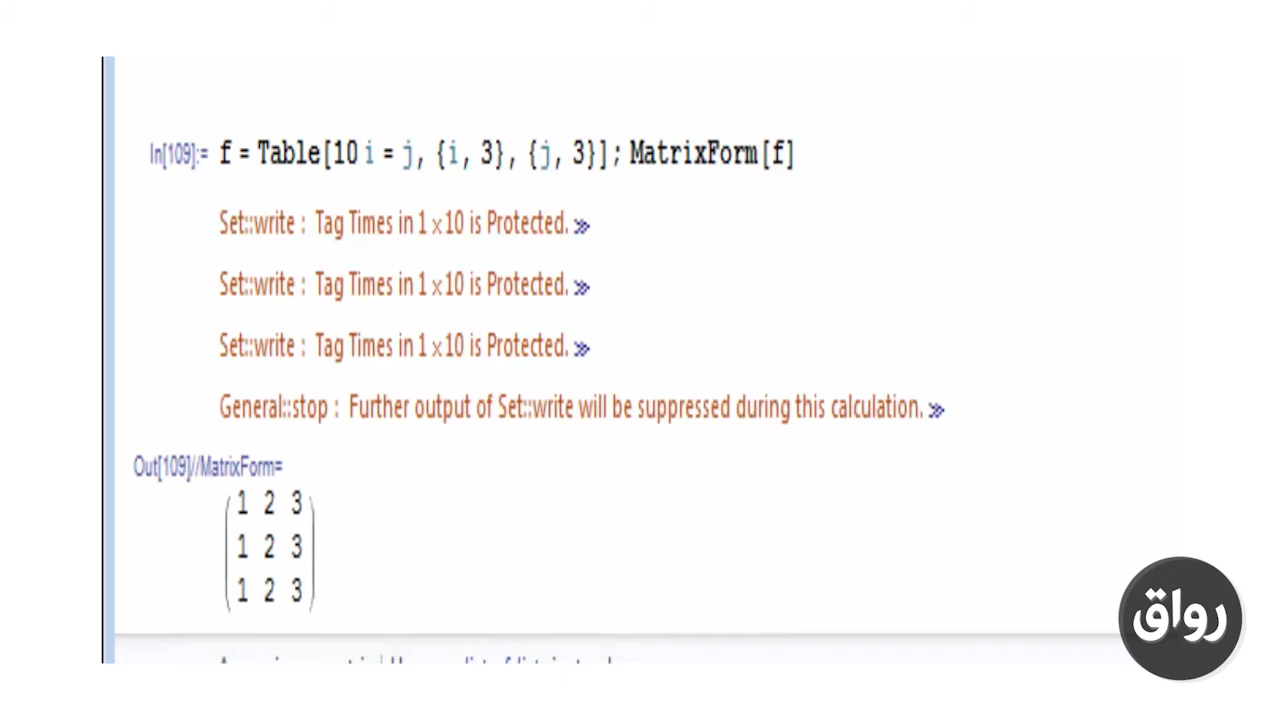 In[109]:= f = Table[10 i = j, {i, 3}, {j, 3}]; MatrixForm[f]
Set::write : Tag Times in 1 × 10 is Protected. ≫
Set::write : Tag Times in 1 × 10 is Protected. ≫
Set::write : Tag Times in 1 × 10 is Protected. ≫
General::stop : Further output of Set::write will be suppressed during this calculation. ≫
Out[109]//MatrixForm=
1 2 3
1 2 3
1 2 3
رواق